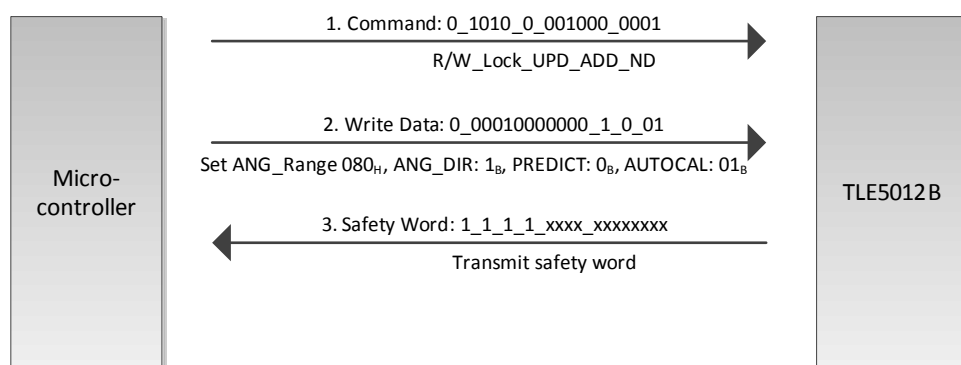 1. Command: 0_1010_0_001000_0001
R/W_Lock_UPD_ADD_ND
2. Write Data: 0_00010000000_1_0_01
Set ANG_Range 080H, ANG_DIR: 1B, PREDICT: 0B, AUTOCAL: 01B
Micro-
controller
TLE5012B
3. Safety Word: 1_1_1_1_xxxx_xxxxxxxx
Transmit safety word